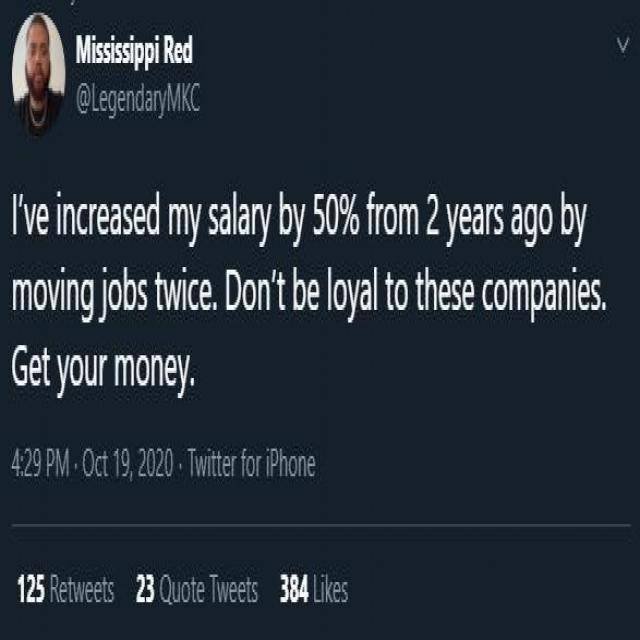 Mississippi Red
@LegendaryMKC
I've increased my salary by 50% from 2 years ago by
moving jobs twice. Don't be loyal to these companies.
Get your money.
4:29 PM · Oct 19, 2020 · Twitter for iPhone
125 Retweets 23 Quote Tweets 384 Likes